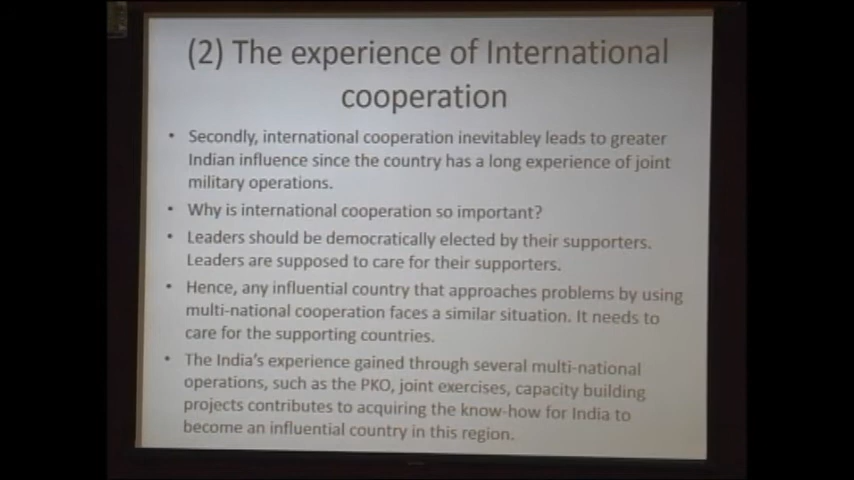 (2) The experience of International
cooperation
• Secondly, international cooperation inevitabley leads to greater
Indian influence since the country has a long experience of joint
military operations.
• Why is international cooperation so important?
• Leaders should be democratically elected by their supporters.
Leaders are supposed to care for their supporters.
• Hence, any influential country that approaches problems by using
multi-national cooperation faces a similar situation. It needs to
care for the supporting countries.
• The India's experience gained through several multi-national
operations, such as the PKO, joint exercises, capacity building
projects contributes to acquiring the know-how for India to
become an influential country in this region.